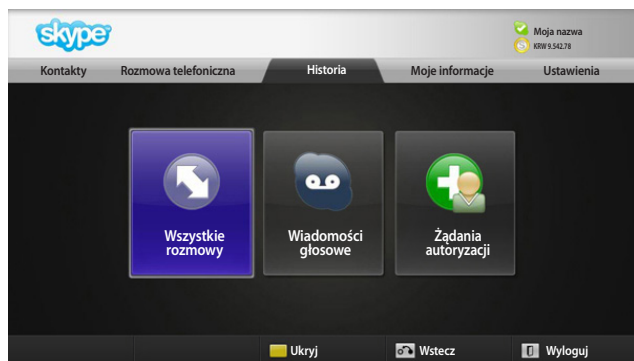 skype
Moja nazwa
KRW 9.542.78
Kontakty Rozmowa telefoniczna Historia Moje informacje Ustawienia
Wszystkie rozmowy
Wiadomości głosowe
Żądania autoryzacji
Ukryj Wstecz Wyloguj